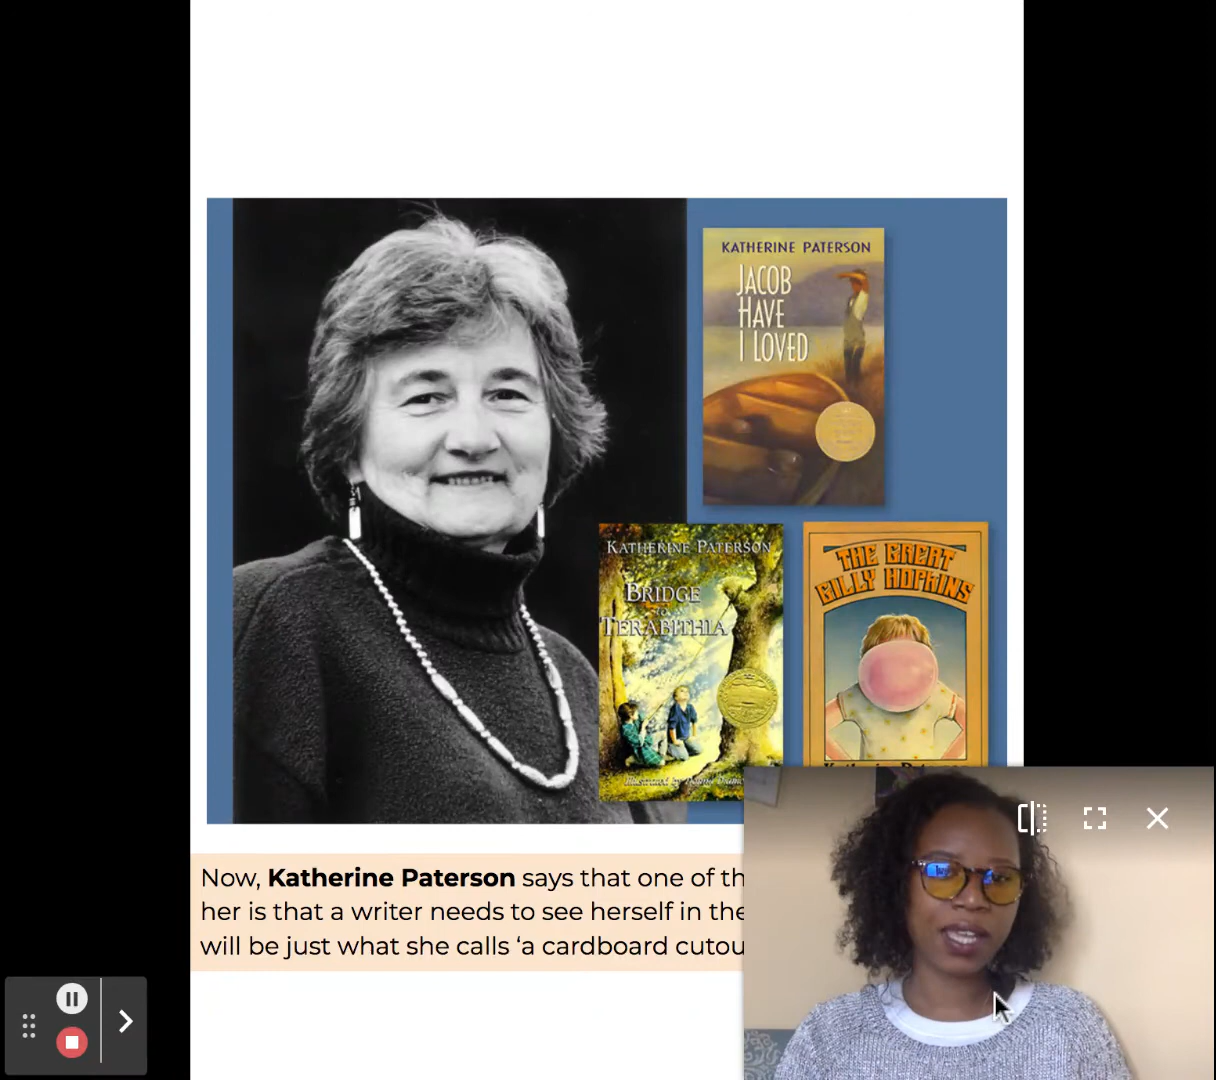 KATHERINE PATERSON
JACOB
HAVE
I LOVED
KATHERINE PATERSON
BRIDGE
to
TERABITHIA
THE GREAT
GILLY HOPKINS
Now, Katherine Paterson says that one of th
her is that a writer needs to see herself in the
will be just what she calls ‘a cardboard cutou